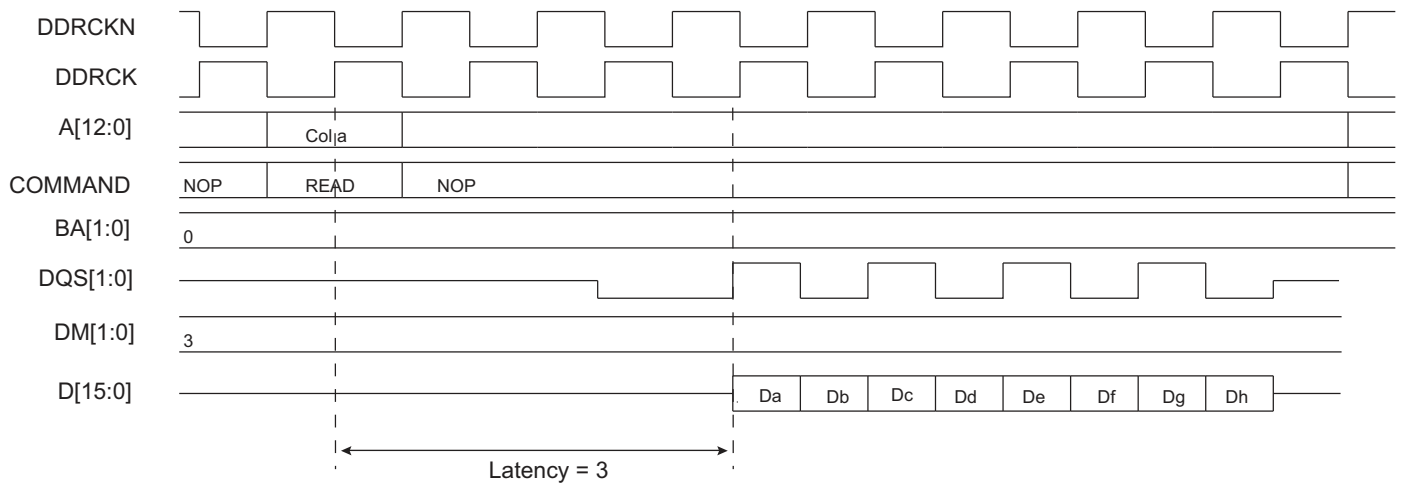 DDRCKN
DDRCK
A[12:0]
Col a
COMMAND
NOP READ NOP
BA[1:0]
0
DQS[1:0]
DM[1:0]
3
D[15:0]
Da Db Dc Dd De Df Dg Dh
Latency = 3